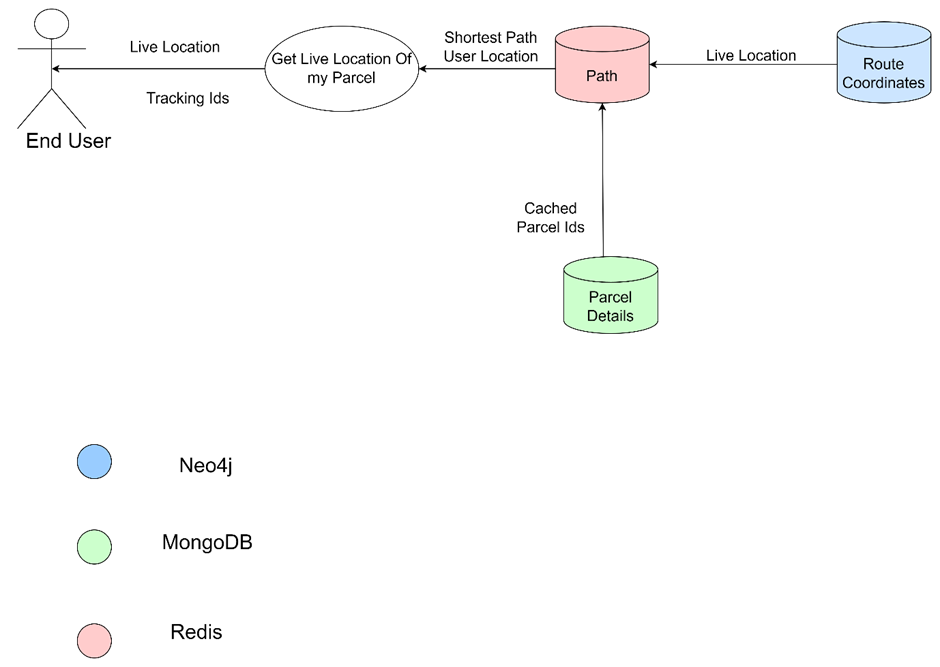 Live Location
Tracking Ids
End User
Get Live Location Of
my Parcel
Shortest Path
User Location
Path
Live Location
Route
Coordinates
Cached
Parcel Ids
Parcel
Details
Neo4j
MongoDB
Redis